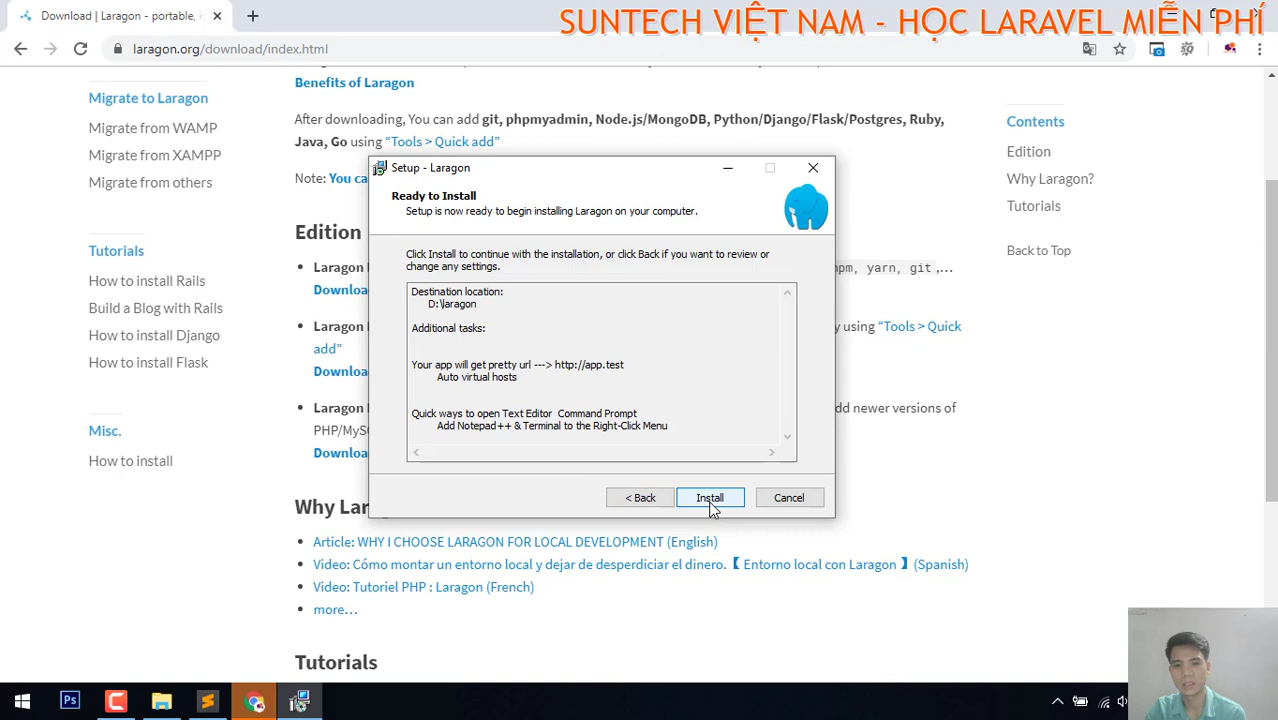 Download | Laragon - portable, is
SUNTECH VIỆT NAM - HỌC LARAVEL MIỄN PHÍ
laragon.org/download/index.html
Migrate to Laragon
Migrate from WAMP
Migrate from XAMPP
Migrate from others
Tutorials
How to install Rails
Build a Blog with Rails
How to install Django
How to install Flask
Misc.
How to install
Benefits of Laragon
After downloading, You can add git, phpmyadmin, Node.js/MongoDB, Python/Django/Flask/Postgres, Ruby,
Java, Go using “Tools > Quick add”
Note: You ca
Edition
Laragon
npm, yarn, git ,…
Downloa
Laragon
y using “Tools > Quick
add”
Downloa
Laragon
dd newer versions of
PHP/MyS
Downloa
Setup - Laragon
Ready to Install
Setup is now ready to begin installing Laragon on your computer.
Click Install to continue with the installation, or click Back if you want to review or
change any settings.
Destination location:
D:\laragon
Additional tasks:
Your app will get pretty url ---> http://app.test
Auto virtual hosts
Quick ways to open Text Editor Command Prompt
Add Notepad++ & Terminal to the Right-Click Menu
< Back
Install
Cancel
Why Lar
Article: WHY I CHOOSE LARAGON FOR LOCAL DEVELOPMENT (English)
Video: Cómo montar un entorno local y dejar de desperdiciar el dinero.【 Entorno local con Laragon 】 (Spanish)
Video: Tutoriel PHP : Laragon (French)
more…
Tutorials
Contents
Edition
Why Laragon?
Tutorials
Back to Top
Ps